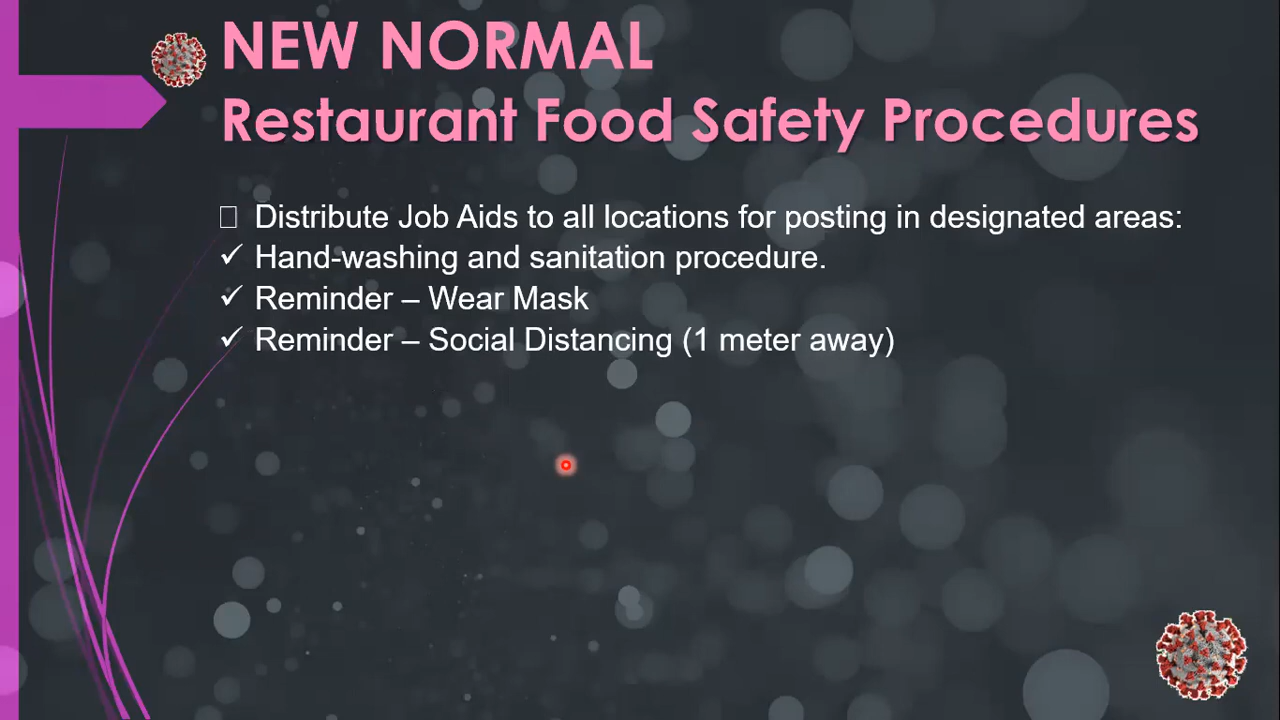 NEW NORMAL
Restaurant Food Safety Procedures
Distribute Job Aids to all locations for posting in designated areas:
✓ Hand-washing and sanitation procedure.
✓ Reminder – Wear Mask
✓ Reminder – Social Distancing (1 meter away)